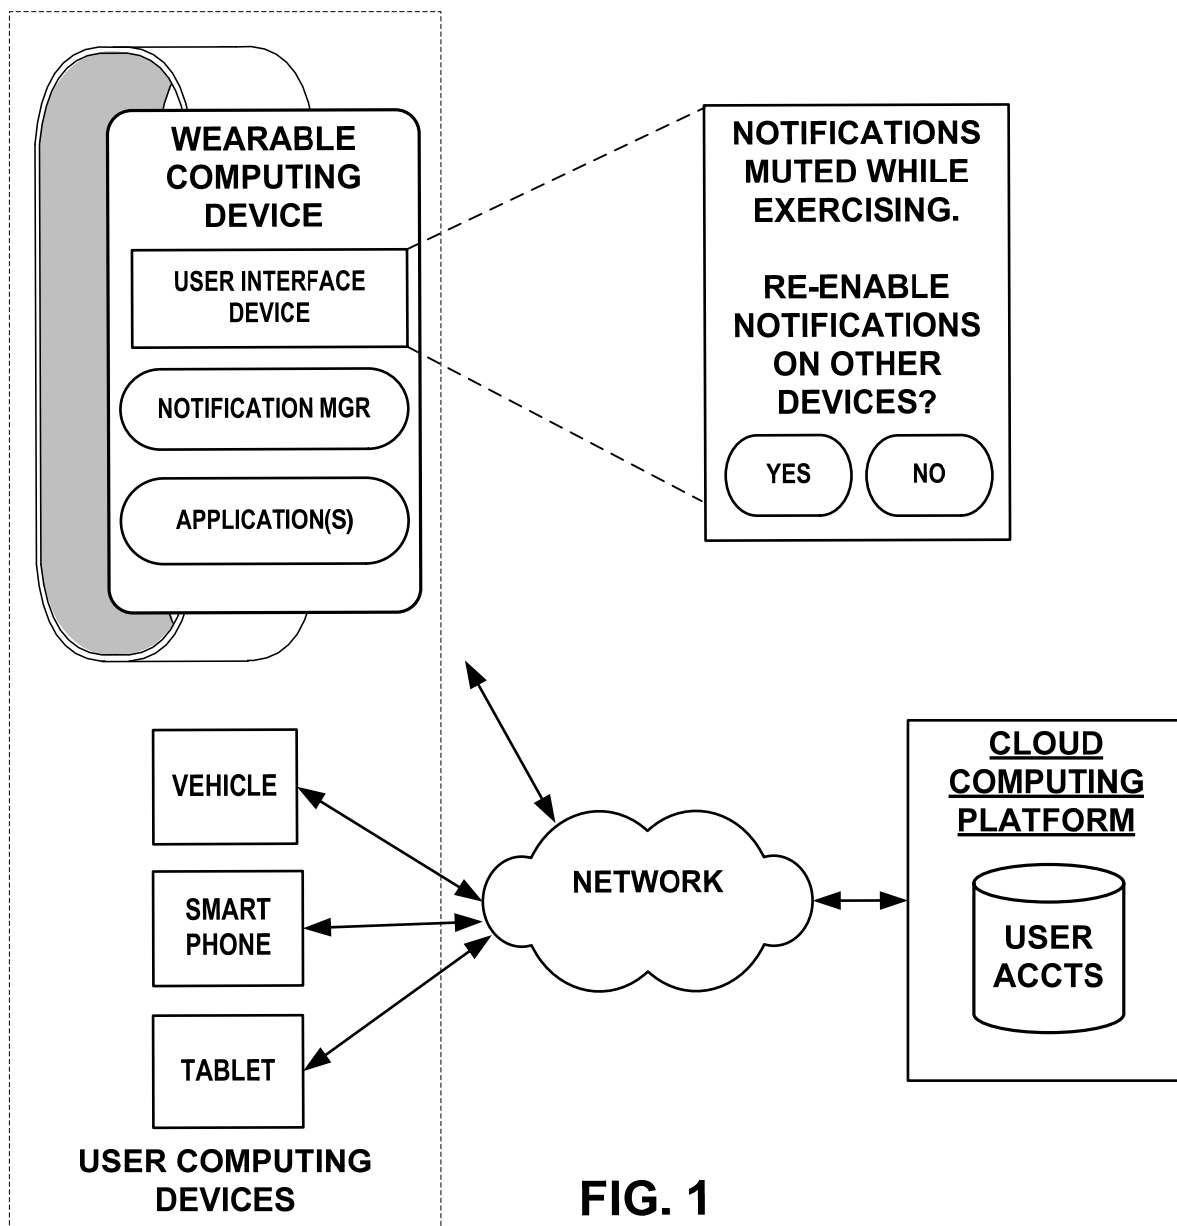 WEARABLE
COMPUTING
DEVICE
USER INTERFACE
DEVICE
NOTIFICATION MGR
APPLICATION(S)
NOTIFICATIONS
MUTED WHILE
EXERCISING.
RE-ENABLE
NOTIFICATIONS
ON OTHER
DEVICES?
YES
NO
VEHICLE
SMART
PHONE
TABLET
USER COMPUTING
DEVICES
NETWORK
CLOUD
COMPUTING
PLATFORM
USER
ACCTS
FIG. 1